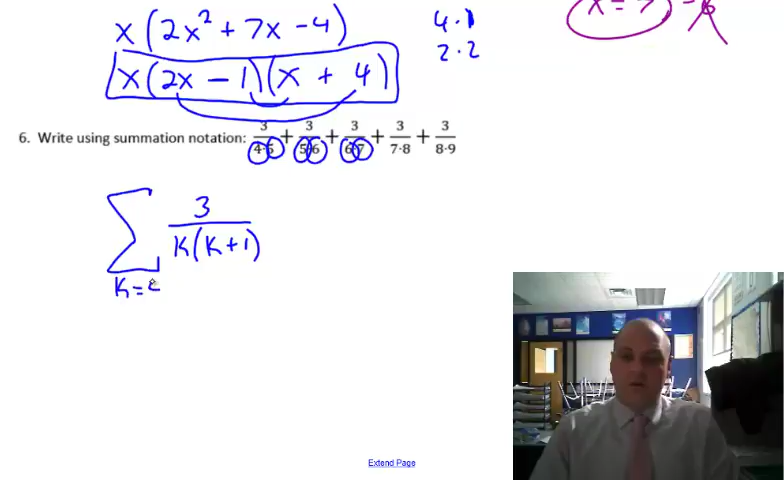 x(2x² + 7x - 4)
4·1
2·2
x = 7
x(2x - 1)(x + 4)
6. Write using summation notation: 3/4·5 + 3/5·6 + 3/6·7 + 3/7·8 + 3/8·9
∑ 3/K(K+1)
K=
Extend Page